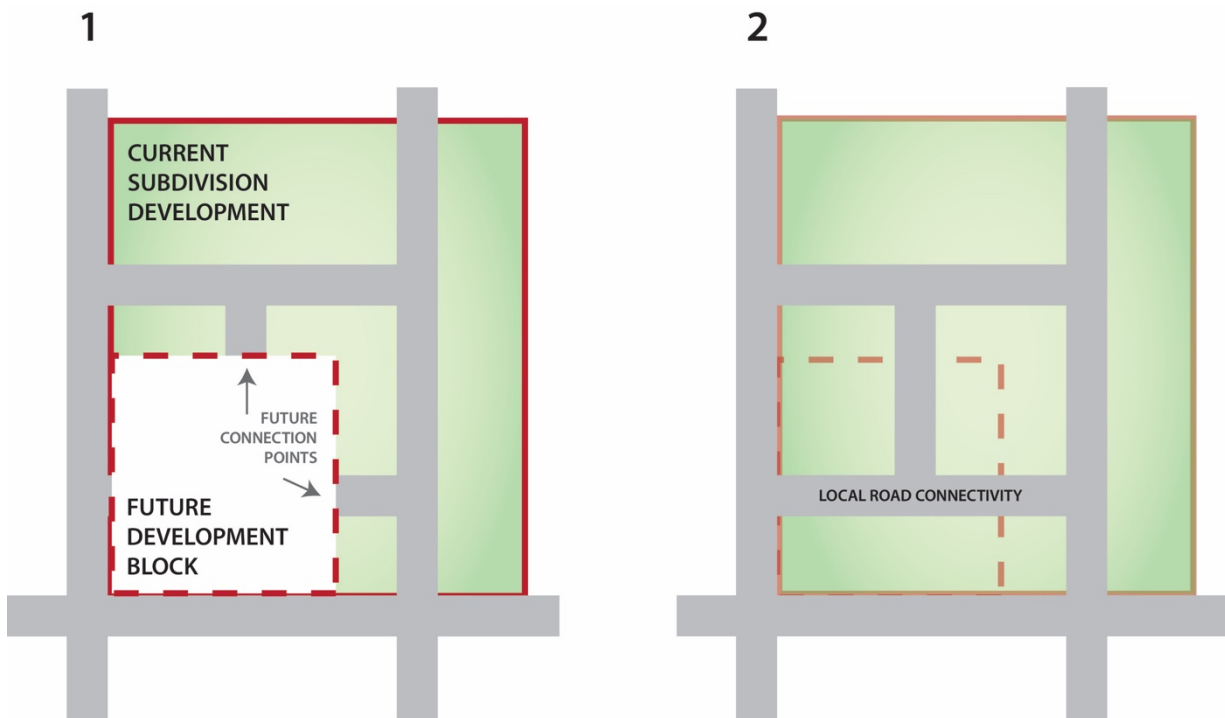 1
2
CURRENT
SUBDIVISION
DEVELOPMENT
FUTURE
CONNECTION
POINTS
FUTURE
DEVELOPMENT
BLOCK
LOCAL ROAD CONNECTIVITY